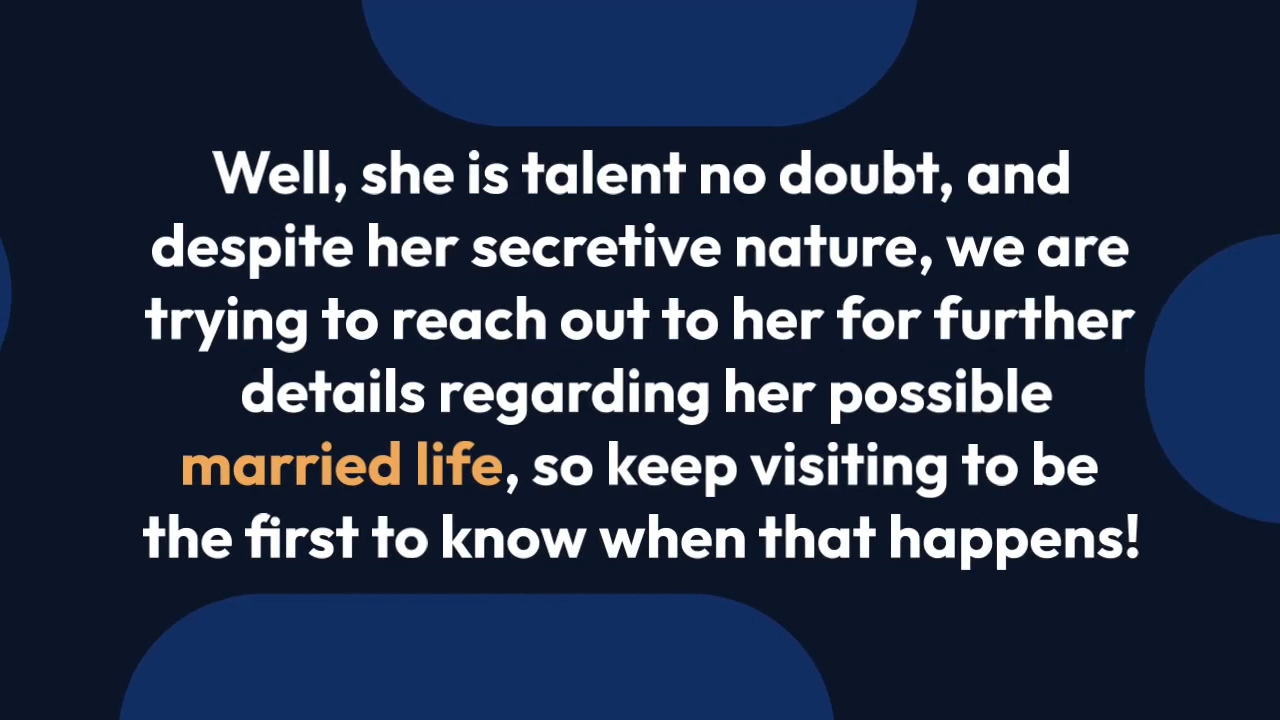 Well, she is talent no doubt, and
despite her secretive nature, we are
trying to reach out to her for further
details regarding her possible
married life, so keep visiting to be
the first to know when that happens!